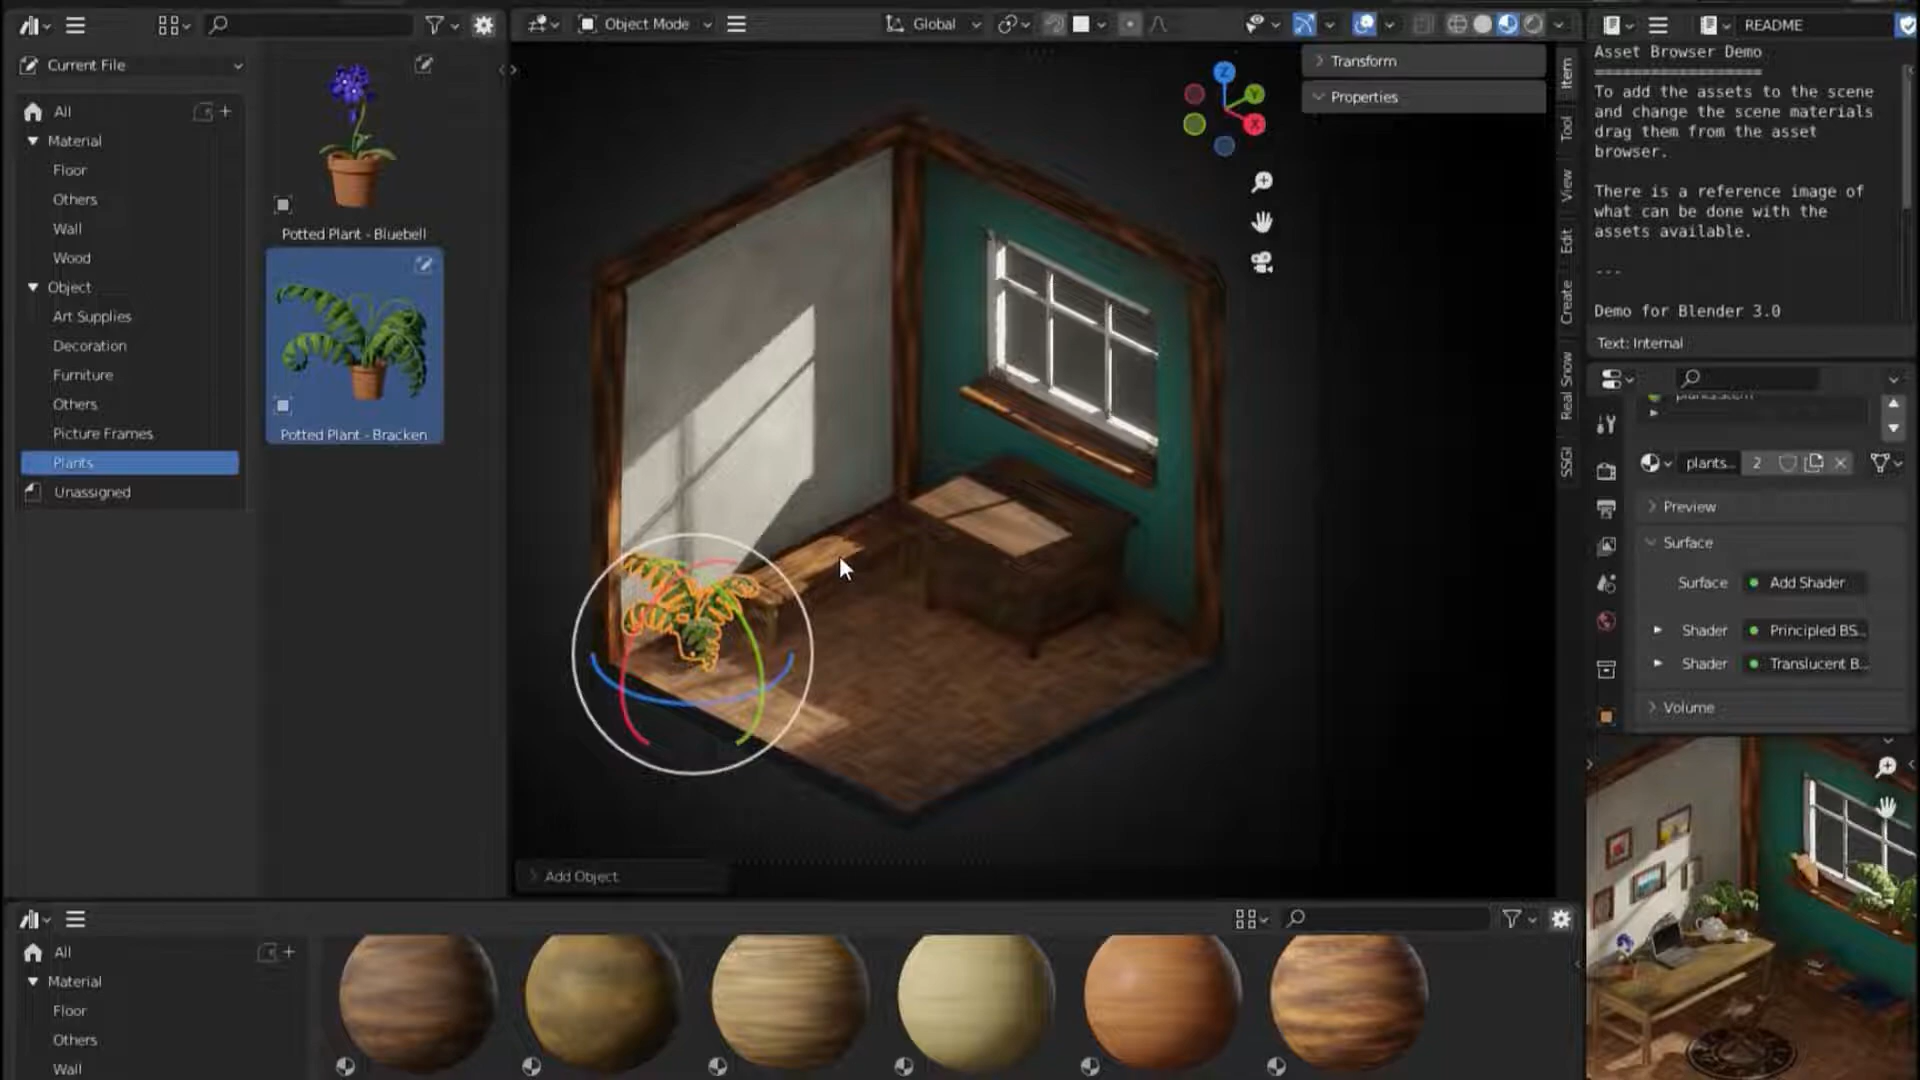 Object Mode
Global
README
Current File
All
Material
Floor
Others
Wall
Wood
Object
Art Supplies
Decoration
Furniture
Others
Picture Frames
Plants
Unassigned
Potted Plant - Bluebell
Potted Plant - Bracken
Z
Y
X
Transform
Properties
Item
Tool
View
Edit
Create
Real Snow
SSGI
Asset Browser Demo
====================
To add the assets to the scene
and change the scene materials
drag them from the asset
browser.
There is a reference image of
what can be done with the
assets available.
---
Demo for Blender 3.0
Text: Internal
plants...
2
Preview
Surface
Surface
Add Shader
Shader
Principled BS...
Shader
Translucent B...
Volume
Add Object
All
Material
Floor
Others
Wall